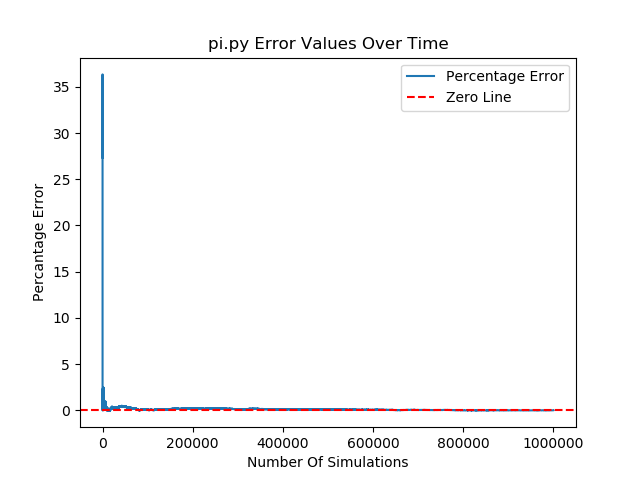 pi.py Error Values Over Time
Percentage Error
Zero Line
Percantage Error
35
30
25
20
15
10
5
0
0 200000 400000 600000 800000 1000000
Number Of Simulations